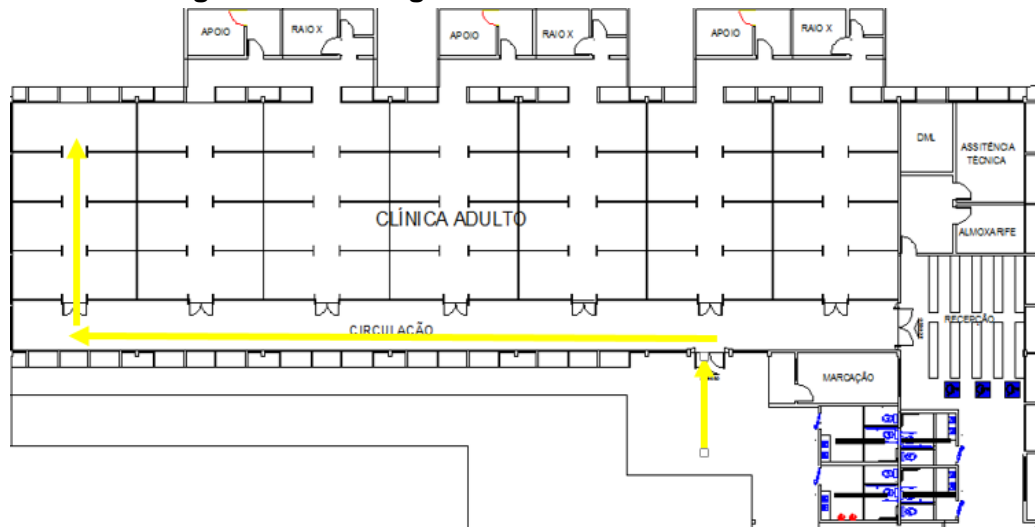 APOIO
RAIO X
APOIO
RAIO X
APOIO
RAIO X
DML
ASSITÊNCIA
TÉCNICA
CLÍNICA ADULTO
ALMOXARIFE
CIRCULAÇÃO
RECEPÇÃO
MARCAÇÃO